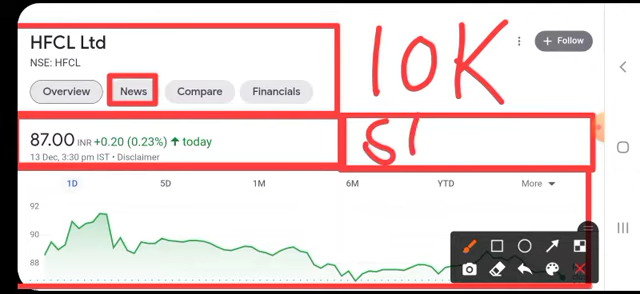 HFCL Ltd
NSE: HFCL
+ Follow
10K
Overview News Compare Financials
87.00 INR +0.20 (0.23%) ↑ today
13 Dec, 3:30 pm IST • Disclaimer
1D 5D 1M 6M YTD More
92
90
88